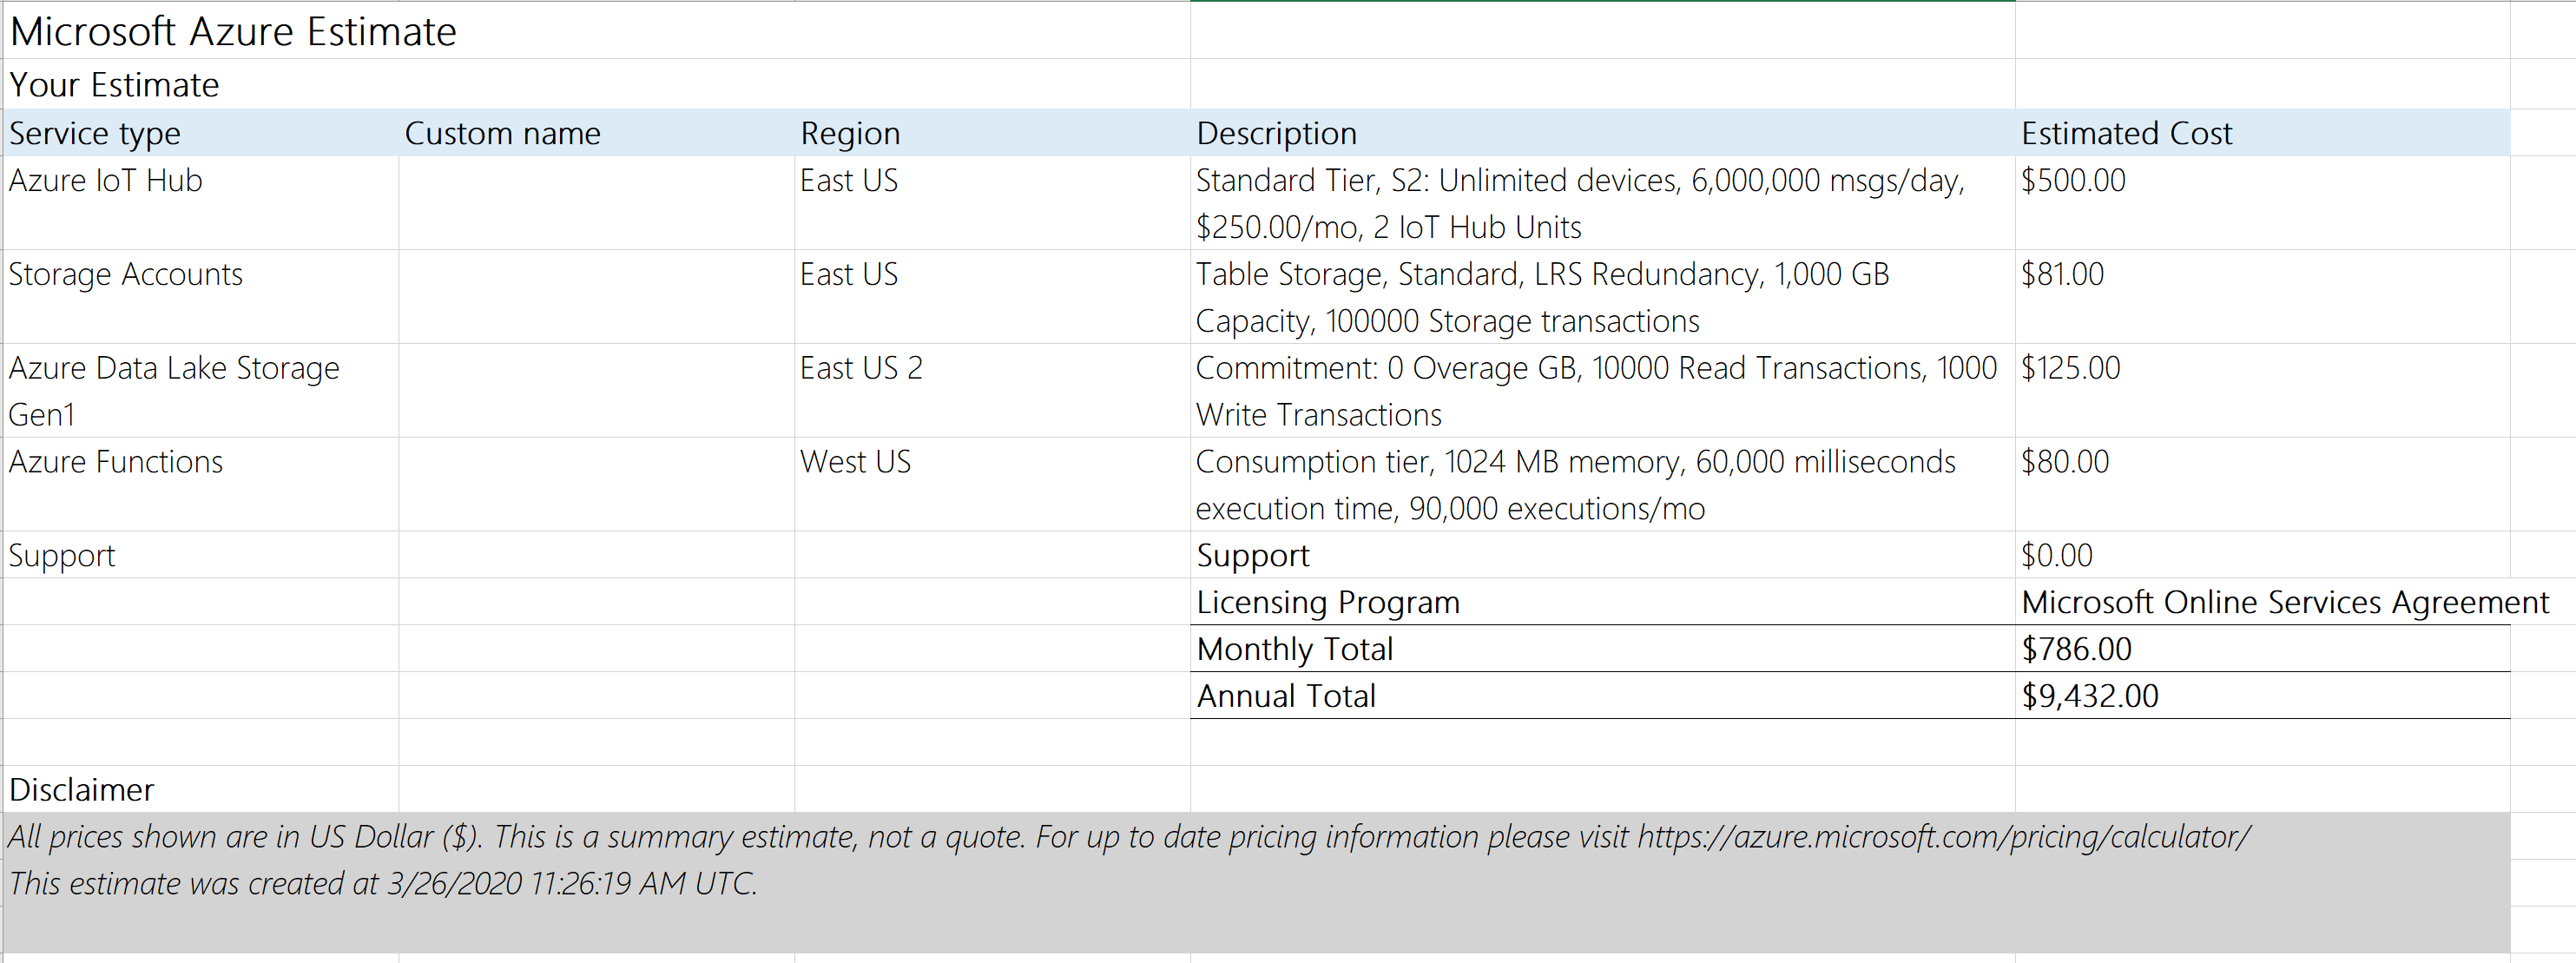 Microsoft Azure Estimate
Your Estimate
Service type Custom name Region Description Estimated Cost
Azure IoT Hub East US Standard Tier, S2: Unlimited devices, 6,000,000 msgs/day, $500.00
$250.00/mo, 2 IoT Hub Units
Storage Accounts East US Table Storage, Standard, LRS Redundancy, 1,000 GB $81.00
Capacity, 100000 Storage transactions
Azure Data Lake Storage East US 2 Commitment: 0 Overage GB, 10000 Read Transactions, 1000 $125.00
Gen1 Write Transactions
Azure Functions West US Consumption tier, 1024 MB memory, 60,000 milliseconds $80.00
execution time, 90,000 executions/mo
Support Support $0.00
Licensing Program Microsoft Online Services Agreement
Monthly Total $786.00
Annual Total $9,432.00
Disclaimer
All prices shown are in US Dollar ($). This is a summary estimate, not a quote. For up to date pricing information please visit https://azure.microsoft.com/pricing/calculator/
This estimate was created at 3/26/2020 11:26:19 AM UTC.